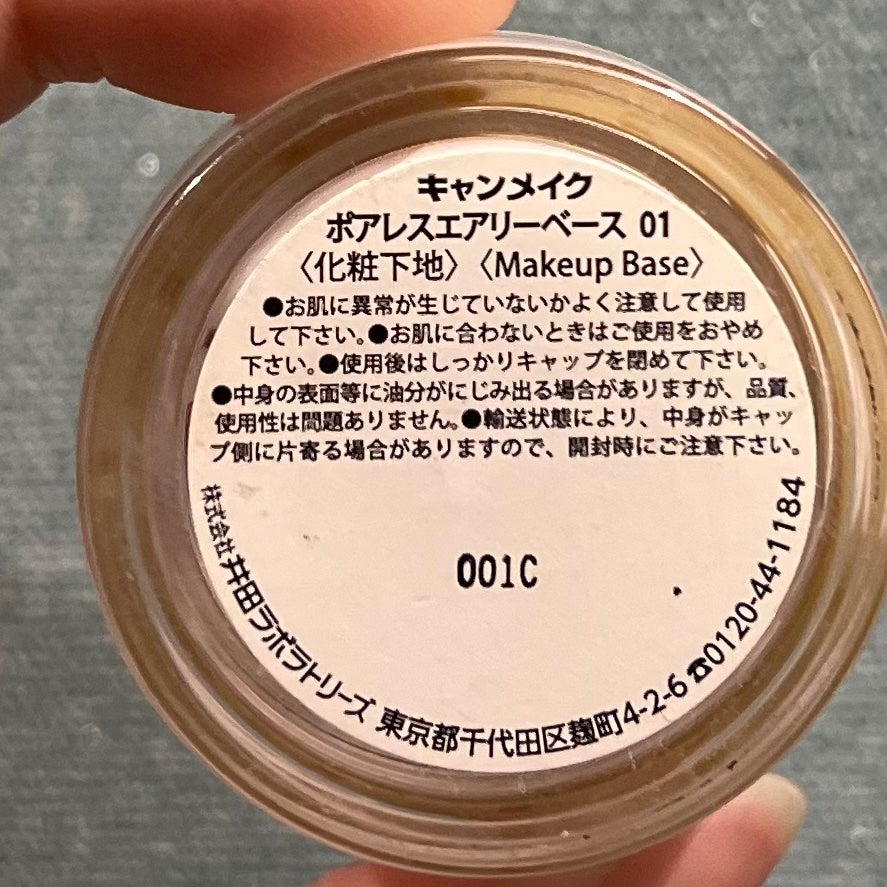 キャンメイク
ポアレスエアリーベース 01
〈化粧下地〉〈Makeup Base〉
●お肌に異常が生じていないかよく注意して使用
して下さい。●お肌に合わないときはご使用をおやめ
下さい。●使用後はしっかりキャップを閉めて下さい。
●中身の表面等に油分がにじみ出る場合がありますが、品質、
使用性は問題ありません。●輸送状態により、中身がキャッ
プ側に片寄る場合がありますので、開封時にご注意下さい。
001C
株式会社 井田ラボラトリーズ 東京都千代田区麹町4-2-6 ☎0120-44-1184